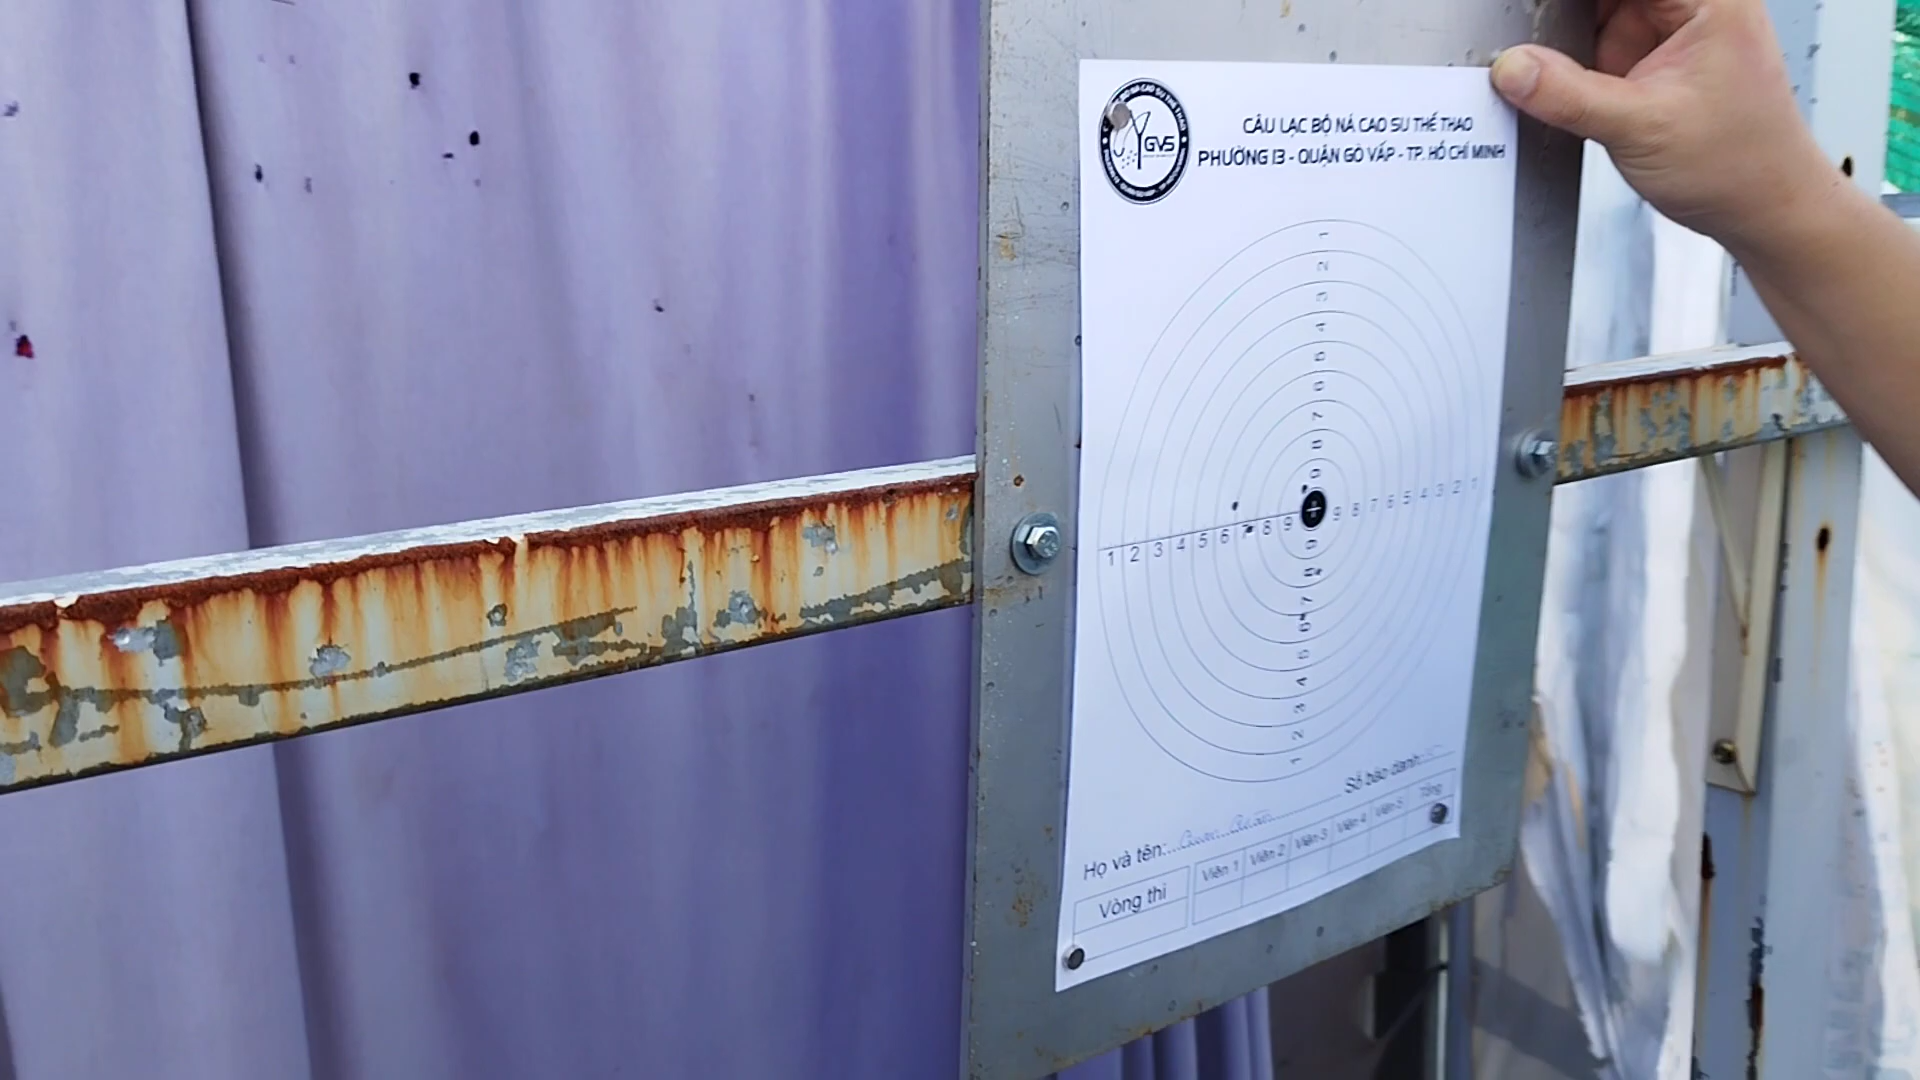 GVS
CÂU LẠC BỘ NÁ CAO SU THỂ THAO
PHƯỜNG 13 - QUẬN GÒ VẤP - TP. HỒ CHÍ MINH
1
2
3
4
5
6
7
8
9
1 2 3 4 5 6 7 8 9 9 8 7 6 5 4 3 2 1
9
8
7
6
5
4
3
2
1
Số báo danh:
Họ và tên:
Vòng thi
Viên 1 Viên 2 Viên 3 Viên 4 Viên 5 Tổng